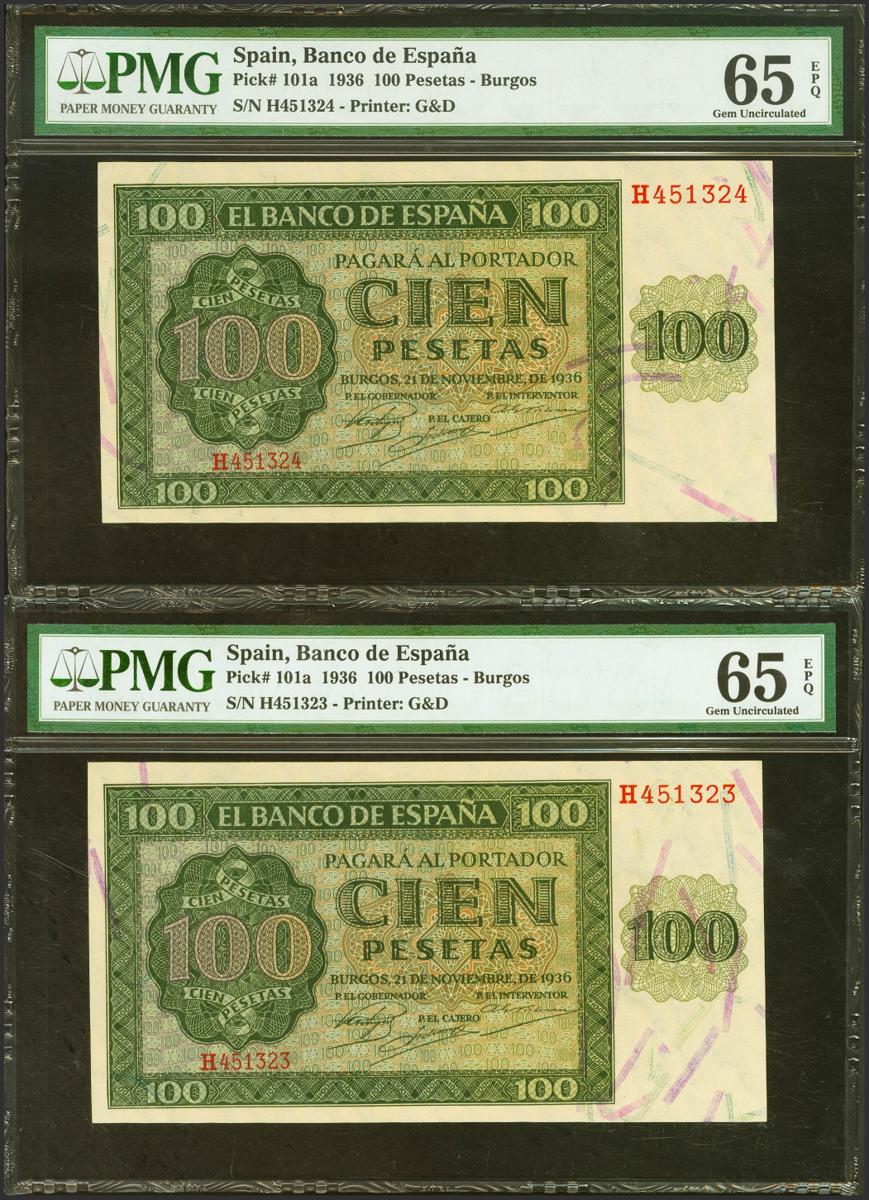 PMG
PAPER MONEY GUARANTY
Spain, Banco de España
Pick# 101a 1936 100 Pesetas - Burgos
S/N H451324 - Printer: G&D
65 EPQ
Gem Uncirculated
H451324
100 EL BANCO DE ESPAÑA 100
PAGARÁ AL PORTADOR
CIEN
PESETAS
BURGOS, 21 DE NOVIEMBRE, DE 1936
P. EL GOBERNADOR P. EL INTERVENTOR
P. EL CAJERO
PESETAS
CIEN PESETAS
100
CIEN PESETAS
H451324
100 100
100
PMG
PAPER MONEY GUARANTY
Spain, Banco de España
Pick# 101a 1936 100 Pesetas - Burgos
S/N H451323 - Printer: G&D
65 EPQ
Gem Uncirculated
H451323
100 EL BANCO DE ESPAÑA 100
PAGARÁ AL PORTADOR
CIEN
PESETAS
BURGOS, 21 DE NOVIEMBRE, DE 1936
P. EL GOBERNADOR P. EL INTERVENTOR
P. EL CAJERO
PESETAS
CIEN PESETAS
100
CIEN PESETAS
H451323
100 100
100